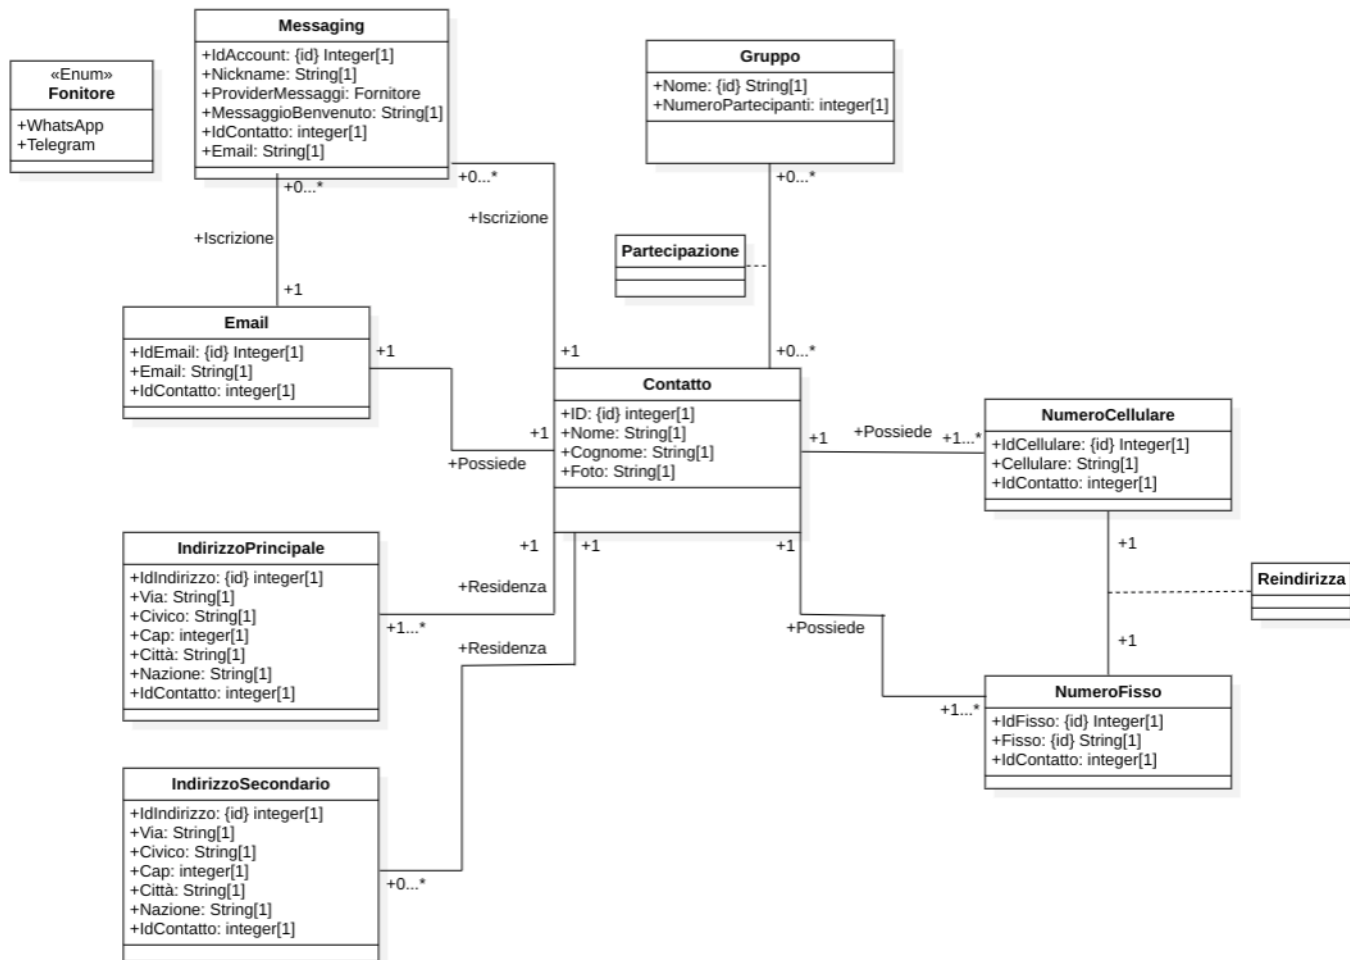 «Enum»
Fonitore
+WhatsApp
+Telegram
Messaging
+IdAccount: {id} Integer[1]
+Nickname: String[1]
+ProviderMessaggi: Fornitore
+MessaggioBenvenuto: String[1]
+IdContatto: integer[1]
+Email: String[1]
+0...*
+0...*
+Iscrizione
+Iscrizione
+1
+1
Gruppo
+Nome: {id} String[1]
+NumeroPartecipanti: integer[1]
+0...*
Partecipazione
+0...*
Email
+IdEmail: {id} Integer[1]
+Email: String[1]
+IdContatto: integer[1]
+1
+1
+Possiede
Contatto
+ID: {id} integer[1]
+Nome: String[1]
+Cognome: String[1]
+Foto: String[1]
+1
+Possiede
+1...*
NumeroCellulare
+IdCellulare: {id} Integer[1]
+Cellulare: String[1]
+IdContatto: integer[1]
+1
Reindirizza
+1
+1
+1
+1
+Residenza
+1...*
+Residenza
+Possiede
+1...*
IndirizzoPrincipale
+IdIndirizzo: {id} integer[1]
+Via: String[1]
+Civico: String[1]
+Cap: integer[1]
+Città: String[1]
+Nazione: String[1]
+IdContatto: integer[1]
NumeroFisso
+IdFisso: {id} Integer[1]
+Fisso: {id} String[1]
+IdContatto: integer[1]
IndirizzoSecondario
+IdIndirizzo: {id} integer[1]
+Via: String[1]
+Civico: String[1]
+Cap: integer[1]
+Città: String[1]
+Nazione: String[1]
+IdContatto: integer[1]
+0...*